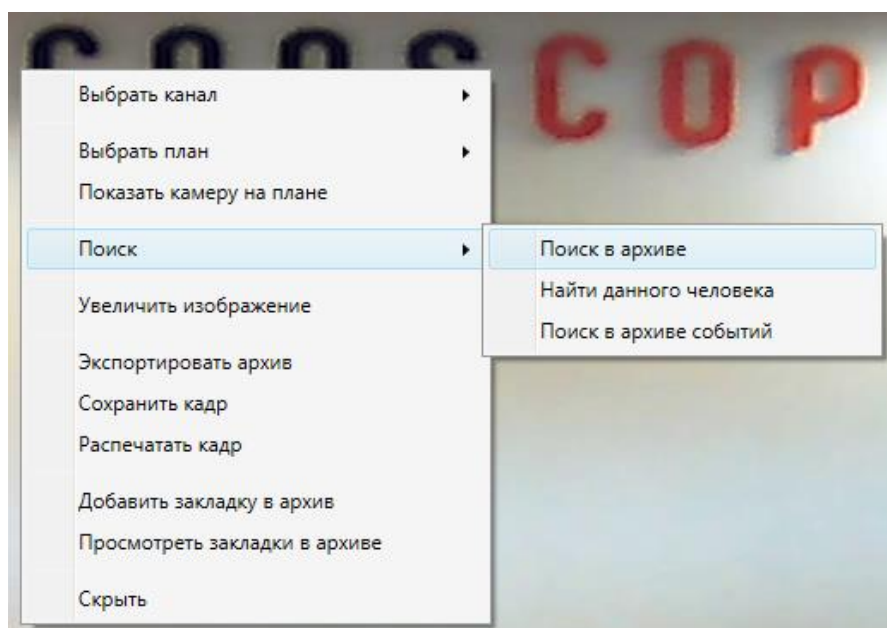 COP
Выбрать канал
Выбрать план
Показать камеру на плане
Поиск
Поиск в архиве
Найти данного человека
Поиск в архиве событий
Увеличить изображение
Экспортировать архив
Сохранить кадр
Распечатать кадр
Добавить закладку в архив
Просмотреть закладки в архиве
Скрыть